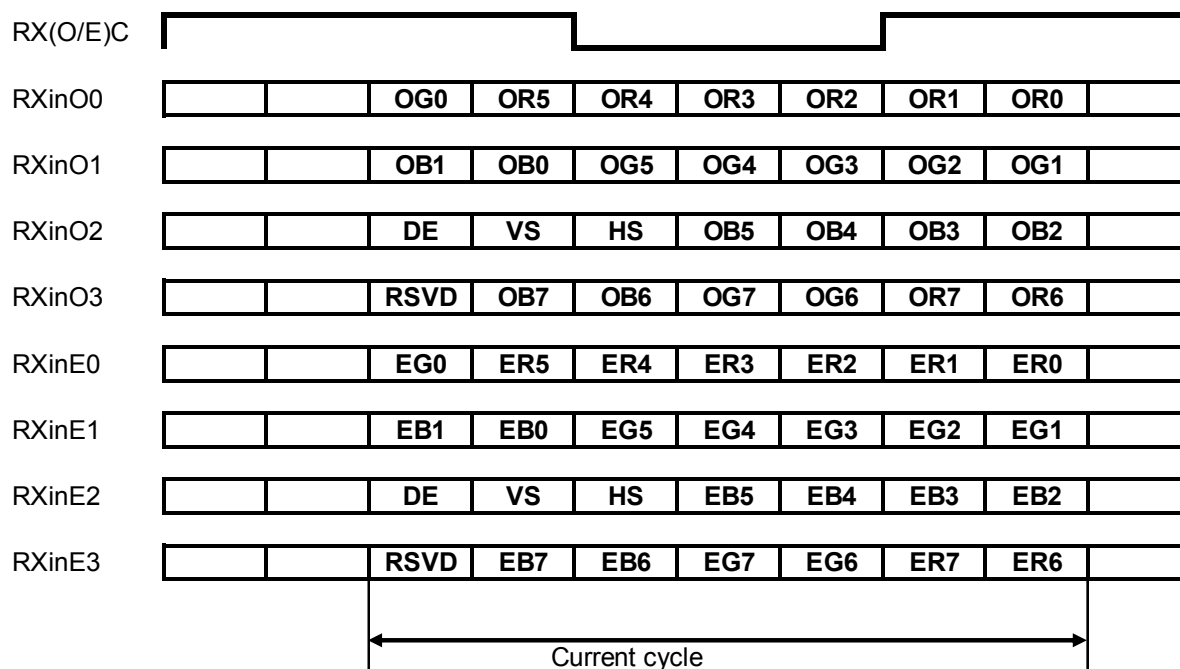 RX(O/E)C
RXinO0 OG0 OR5 OR4 OR3 OR2 OR1 OR0
RXinO1 OB1 OB0 OG5 OG4 OG3 OG2 OG1
RXinO2 DE VS HS OB5 OB4 OB3 OB2
RXinO3 RSVD OB7 OB6 OG7 OG6 OR7 OR6
RXinE0 EG0 ER5 ER4 ER3 ER2 ER1 ER0
RXinE1 EB1 EB0 EG5 EG4 EG3 EG2 EG1
RXinE2 DE VS HS EB5 EB4 EB3 EB2
RXinE3 RSVD EB7 EB6 EG7 EG6 ER7 ER6
Current cycle